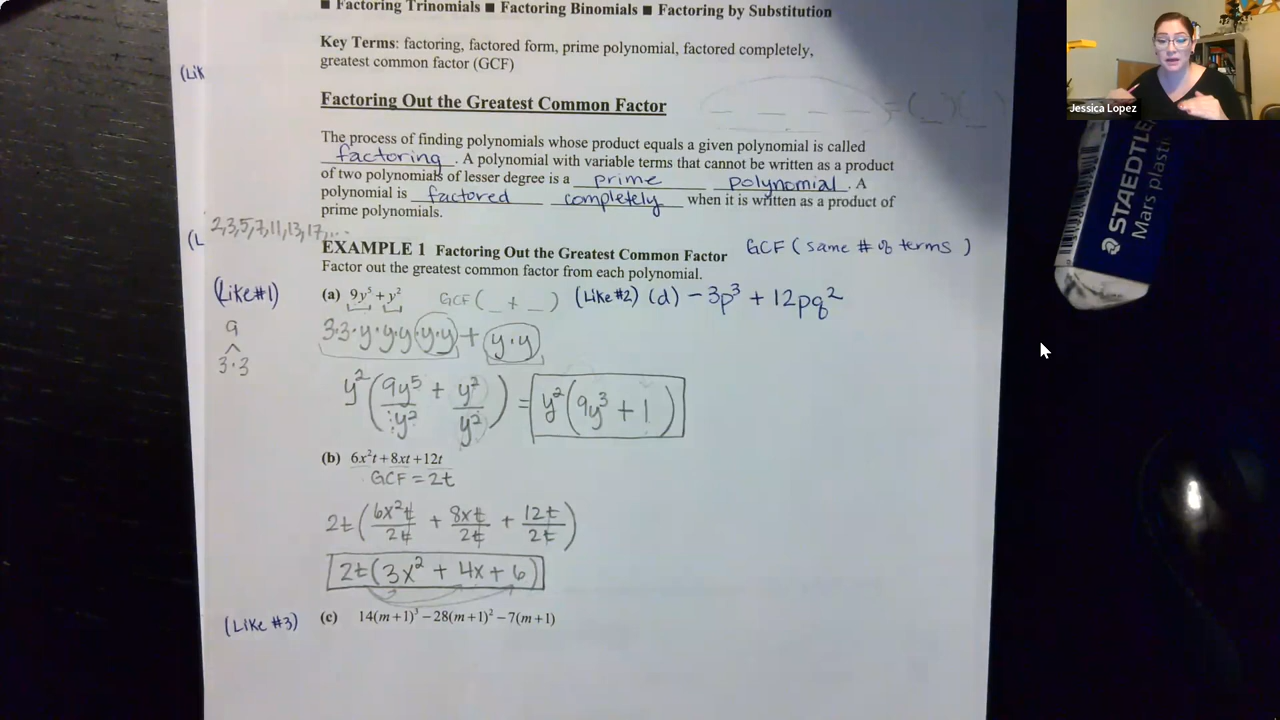 ■ Factoring Trinomials ■ Factoring Binomials ■ Factoring by Substitution
Key Terms: factoring, factored form, prime polynomial, factored completely,
greatest common factor (GCF)
(Lik
Jessica Lopez
Factoring Out the Greatest Common Factor
_ _ _ _ = (_)(_)
STAEDTLE
Mars plasti
The process of finding polynomials whose product equals a given polynomial is called
factoring. A polynomial with variable terms that cannot be written as a product
of two polynomials of lesser degree is a prime polynomial. A
polynomial is factored completely when it is written as a product of
prime polynomials.
2,3,5,7,11,13,17,...
(L
EXAMPLE 1 Factoring Out the Greatest Common Factor
GCF (same # of terms)
Factor out the greatest common factor from each polynomial.
(Like #1) (a) 9y⁵ + y² GCF( _ + _ ) (Like #2) (d) −3p³ + 12pq²
9
3·3
3·3·y·y·y·y·y + y·y
y²(9y⁵/y² + y²/y²) = y²(9y³ + 1)
(b) 6x²t + 8xt + 12t
GCF = 2t
2t(6x²t/2t + 8xt/2t + 12t/2t)
2t(3x² + 4x + 6)
(Like #3) (c) 14(m+1)³ − 28(m+1)² − 7(m+1)